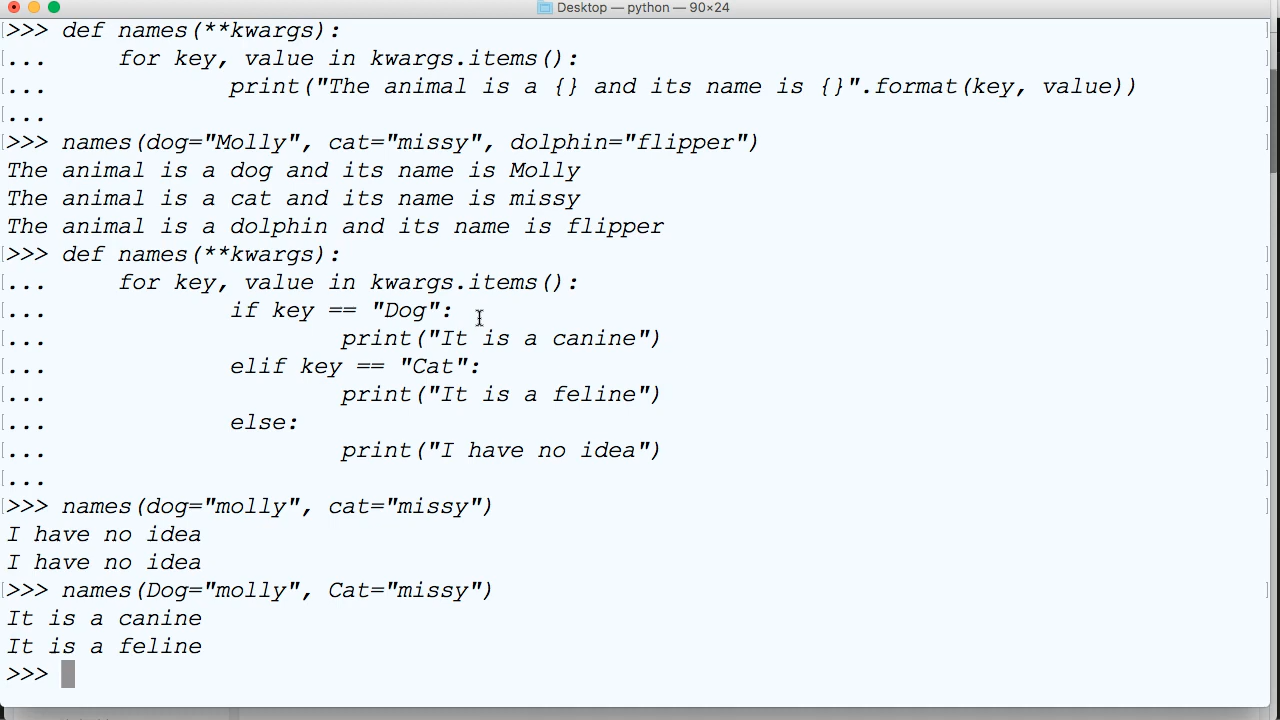 Desktop — python — 90×24
>>> def names(**kwargs):
...     for key, value in kwargs.items():
...             print("The animal is a {} and its name is {}".format(key, value))
...
>>> names(dog="Molly", cat="missy", dolphin="flipper")
The animal is a dog and its name is Molly
The animal is a cat and its name is missy
The animal is a dolphin and its name is flipper
>>> def names(**kwargs):
...     for key, value in kwargs.items():
...             if key == "Dog":
...                     print("It is a canine")
...             elif key == "Cat":
...                     print("It is a feline")
...             else:
...                     print("I have no idea")
...
>>> names(dog="molly", cat="missy")
I have no idea
I have no idea
>>> names(Dog="molly", Cat="missy")
It is a canine
It is a feline
>>>